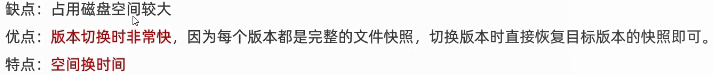 缺点：占用磁盘空间较大
优点：版本切换时非常快，因为每个版本都是完整的文件快照，切换版本时直接恢复目标版本的快照即可。
特点：空间换时间